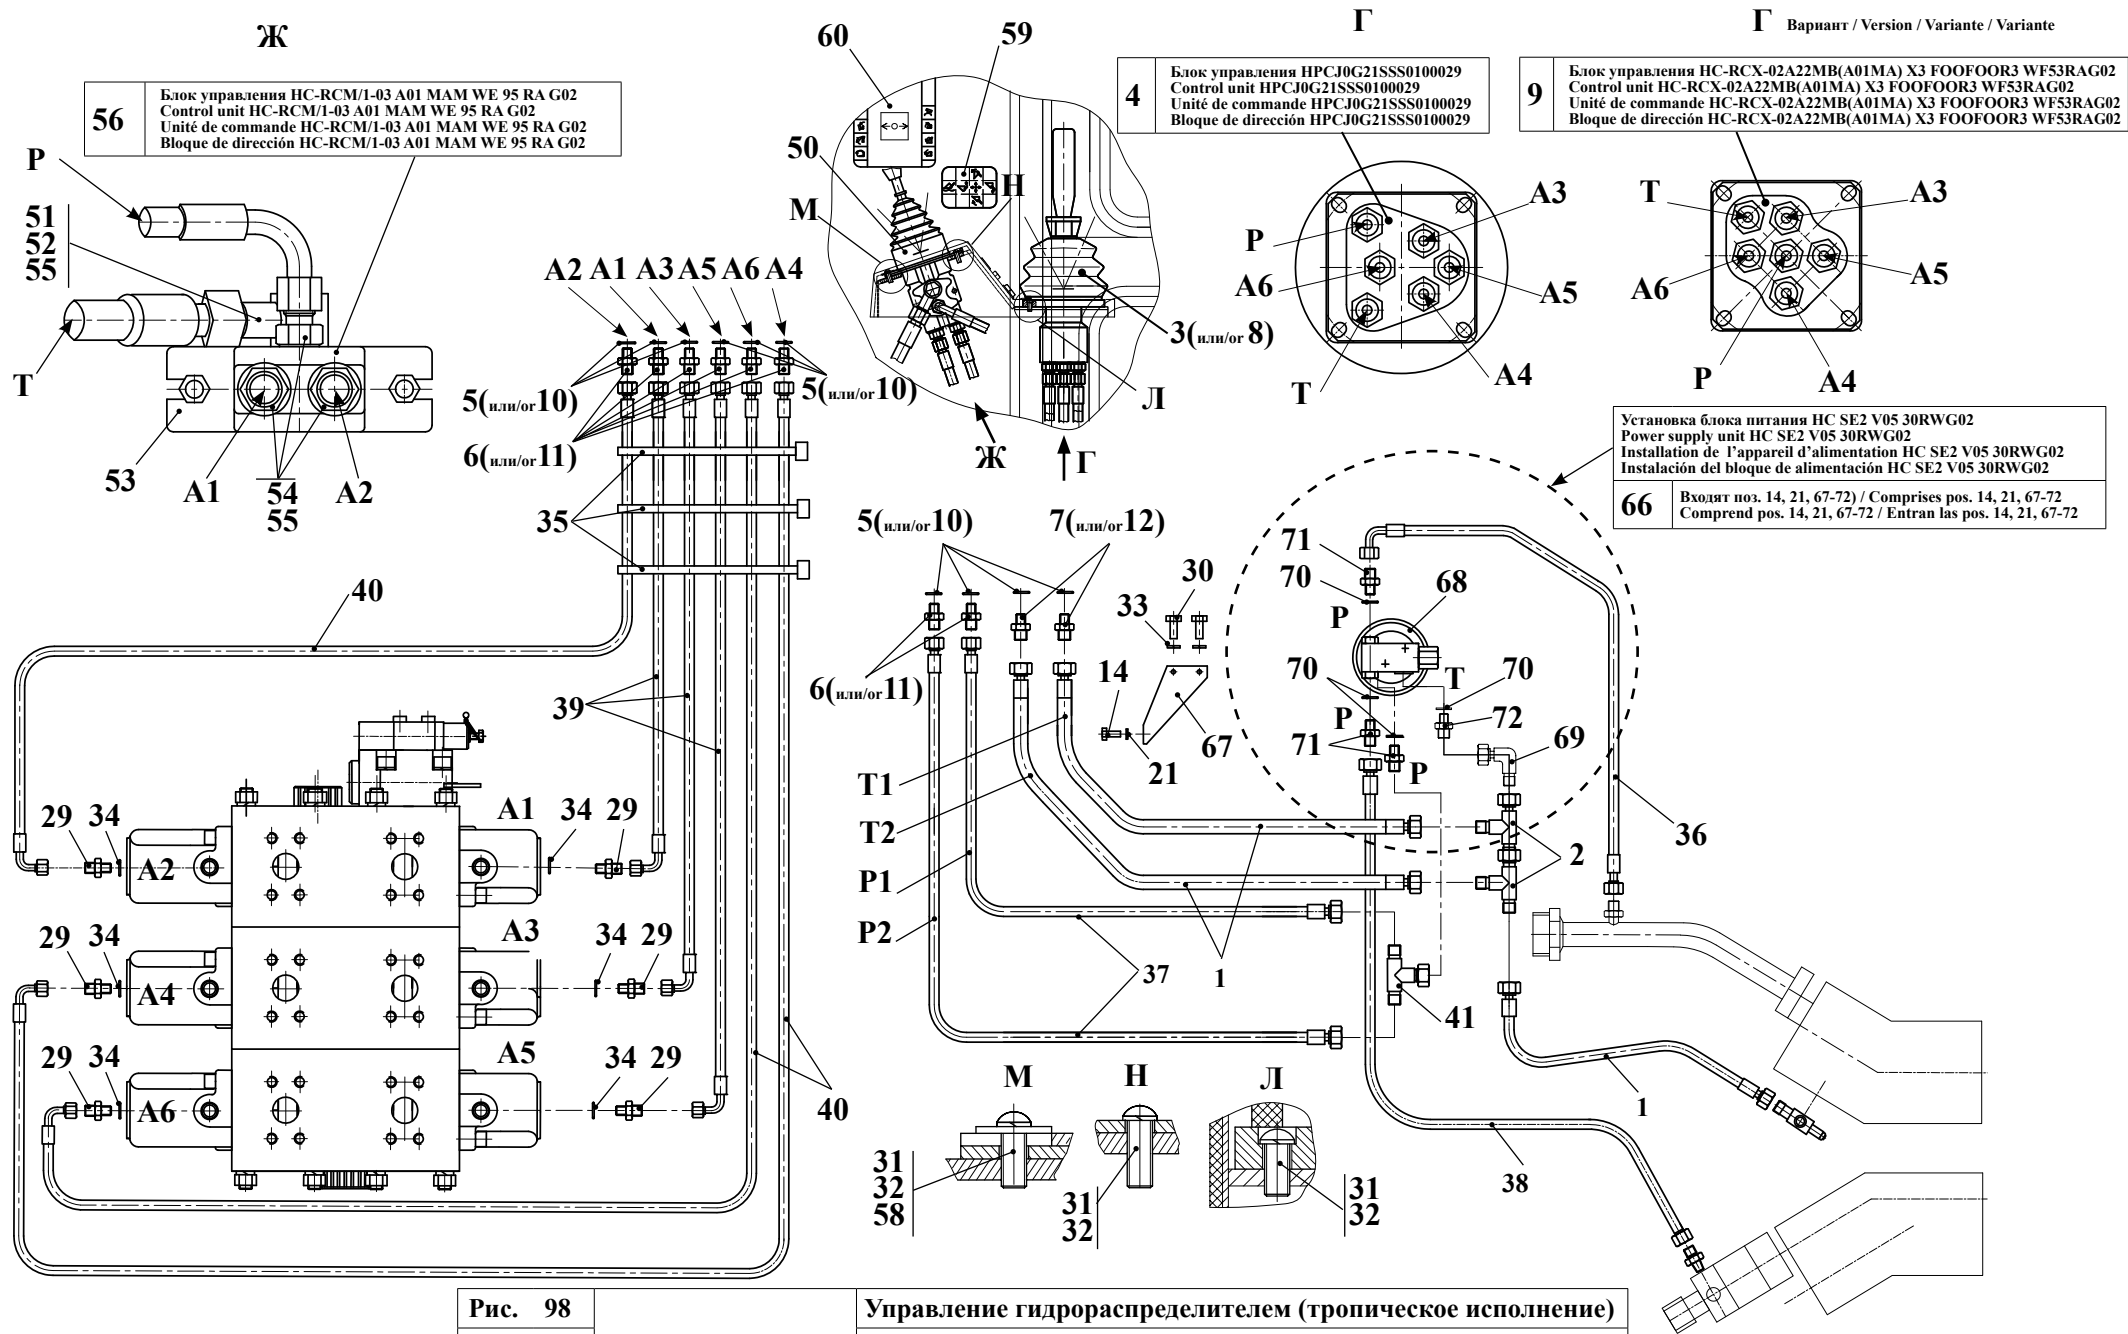 Ж
56
Блок управления HC-RCM/1-03 A01 MAM WE 95 RA G02
Control unit HC-RCM/1-03 A01 MAM WE 95 RA G02
Unité de commande HC-RCM/1-03 A01 MAM WE 95 RA G02
Bloque de dirección HC-RCM/1-03 A01 MAM WE 95 RA G02
P
51
52
55
T
53
A1
54
55
A2
60
59
50
H
M
3(или/or 8)
Л
Ж
Г
Г
4
Блок управления HPCJ0G21SSS0100029
Control unit HPCJ0G21SSS0100029
Unité de commande HPCJ0G21SSS0100029
Bloque de dirección HPCJ0G21SSS0100029
A3
P
A6
A5
T
A4
Г Вариант / Version / Variante / Variante
9
Блок управления HC-RCX-02A22MB(A01MA) X3 FOOFOOR3 WF53RAG02
Control unit HC-RCX-02A22MB(A01MA) X3 FOOFOOR3 WF53RAG02
Unité de commande HC-RCX-02A22MB(A01MA) X3 FOOFOOR3 WF53RAG02
Bloque de dirección HC-RCX-02A22MB(A01MA) X3 FOOFOOR3 WF53RAG02
T
A3
A6
A5
P
A4
A2 A1 A3 A5 A6 A4
5(или/or 10)
5(или/or 10)
6(или/or 11)
35
40
39
Установка блока питания HC SE2 V05 30RWG02
Power supply unit HC SE2 V05 30RWG02
Installation de l’appareil d’alimentation HC SE2 V05 30RWG02
Instalación del bloque de alimentación HC SE2 V05 30RWG02
66
Входят поз. 14, 21, 67-72) / Comprises pos. 14, 21, 67-72
Comprend pos. 14, 21, 67-72 / Entran las pos. 14, 21, 67-72
5(или/or 10)
7(или/or 12)
6(или/or 11)
30
33
14
67
21
71
70
P
68
70
T
70
72
P
71
P
69
36
T1
T2
P1
P2
2
37
1
41
1
38
29
34
A2
A1
34
29
29
34
A4
A3
34
29
29
34
A6
A5
34
29
40
М
Н
Л
31
32
58
31
32
31
32
Рис. 98
Управление гидрораспределителем (тропическое исполнение)